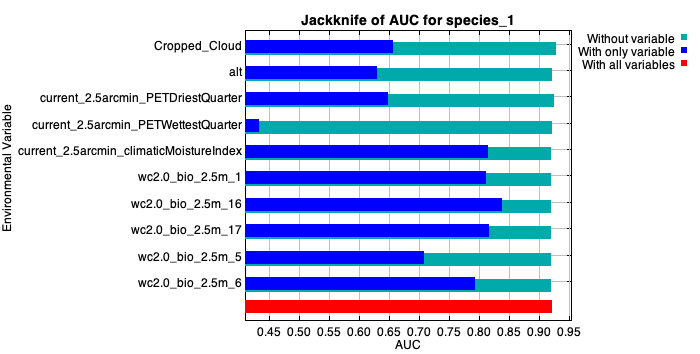 Jackknife of AUC for species_1
Without variable
With only variable
With all variables
Environmental Variable
Cropped_Cloud
alt
current_2.5arcmin_PETDriestQuarter
current_2.5arcmin_PETWettestQuarter
current_2.5arcmin_climaticMoistureIndex
wc2.0_bio_2.5m_1
wc2.0_bio_2.5m_16
wc2.0_bio_2.5m_17
wc2.0_bio_2.5m_5
wc2.0_bio_2.5m_6
0.45 0.50 0.55 0.60 0.65 0.70 0.75 0.80 0.85 0.90 0.95
AUC